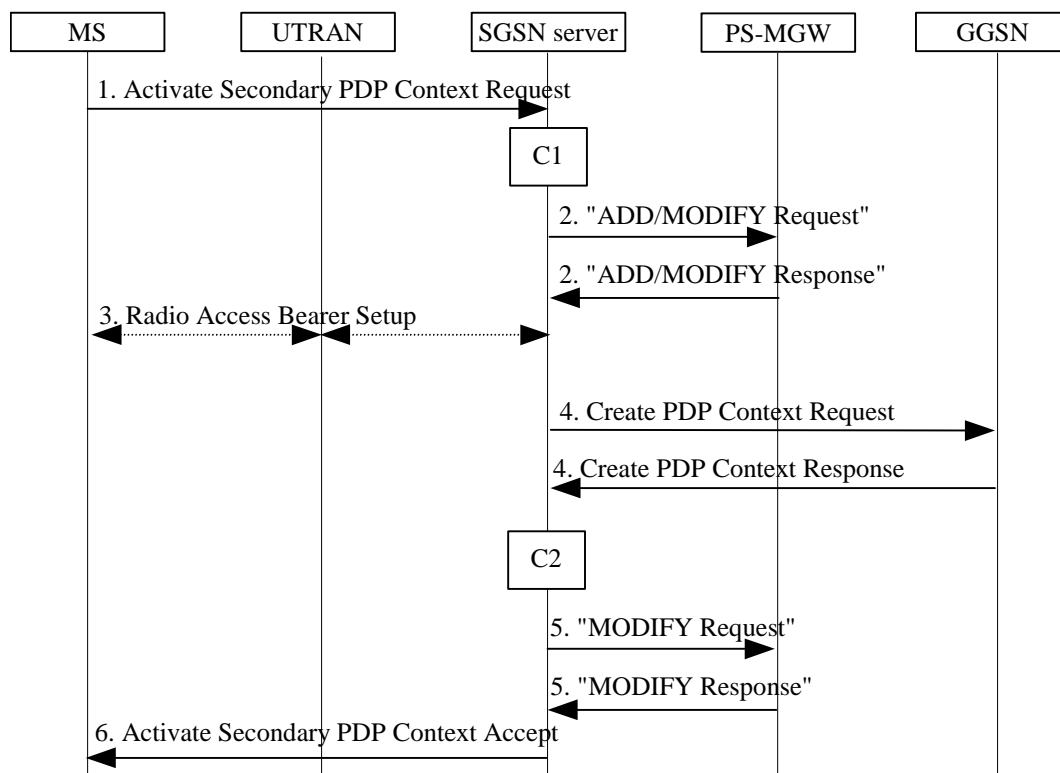 MS
UTRAN
SGSN server
PS-MGW
GGSN
1. Activate Secondary PDP Context Request
C1
2. "ADD/MODIFY Request"
2. "ADD/MODIFY Response"
3. Radio Access Bearer Setup
4. Create PDP Context Request
4. Create PDP Context Response
C2
5. "MODIFY Request"
5. "MODIFY Response"
6. Activate Secondary PDP Context Accept